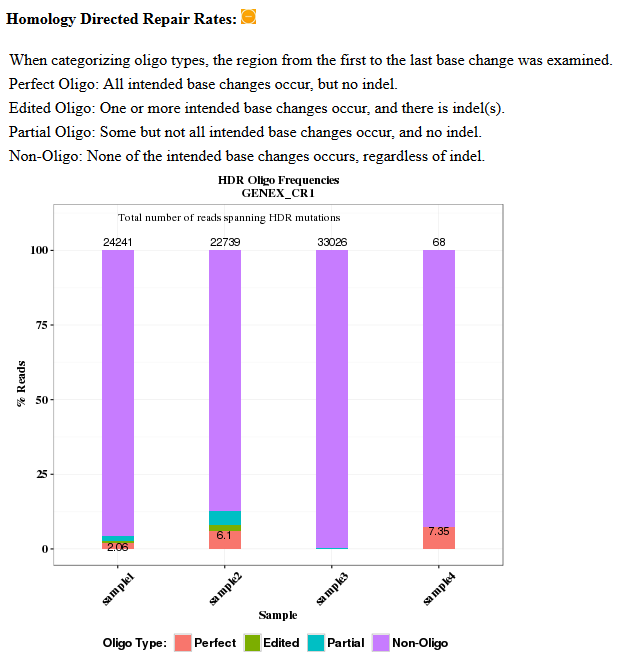 Homology Directed Repair Rates:
When categorizing oligo types, the region from the first to the last base change was examined.
Perfect Oligo: All intended base changes occur, but no indel.
Edited Oligo: One or more intended base changes occur, and there is indel(s).
Partial Oligo: Some but not all intended base changes occur, and no indel.
Non-Oligo: None of the intended base changes occurs, regardless of indel.
HDR Oligo Frequencies
GENEX_CR1
Total number of reads spanning HDR mutations
24241 22739 33026 68
100
75
50
25
0
% Reads
2.06 6.1 7.35
sample1 sample2 sample3 sample4
Sample
Oligo Type: Perfect Edited Partial Non-Oligo